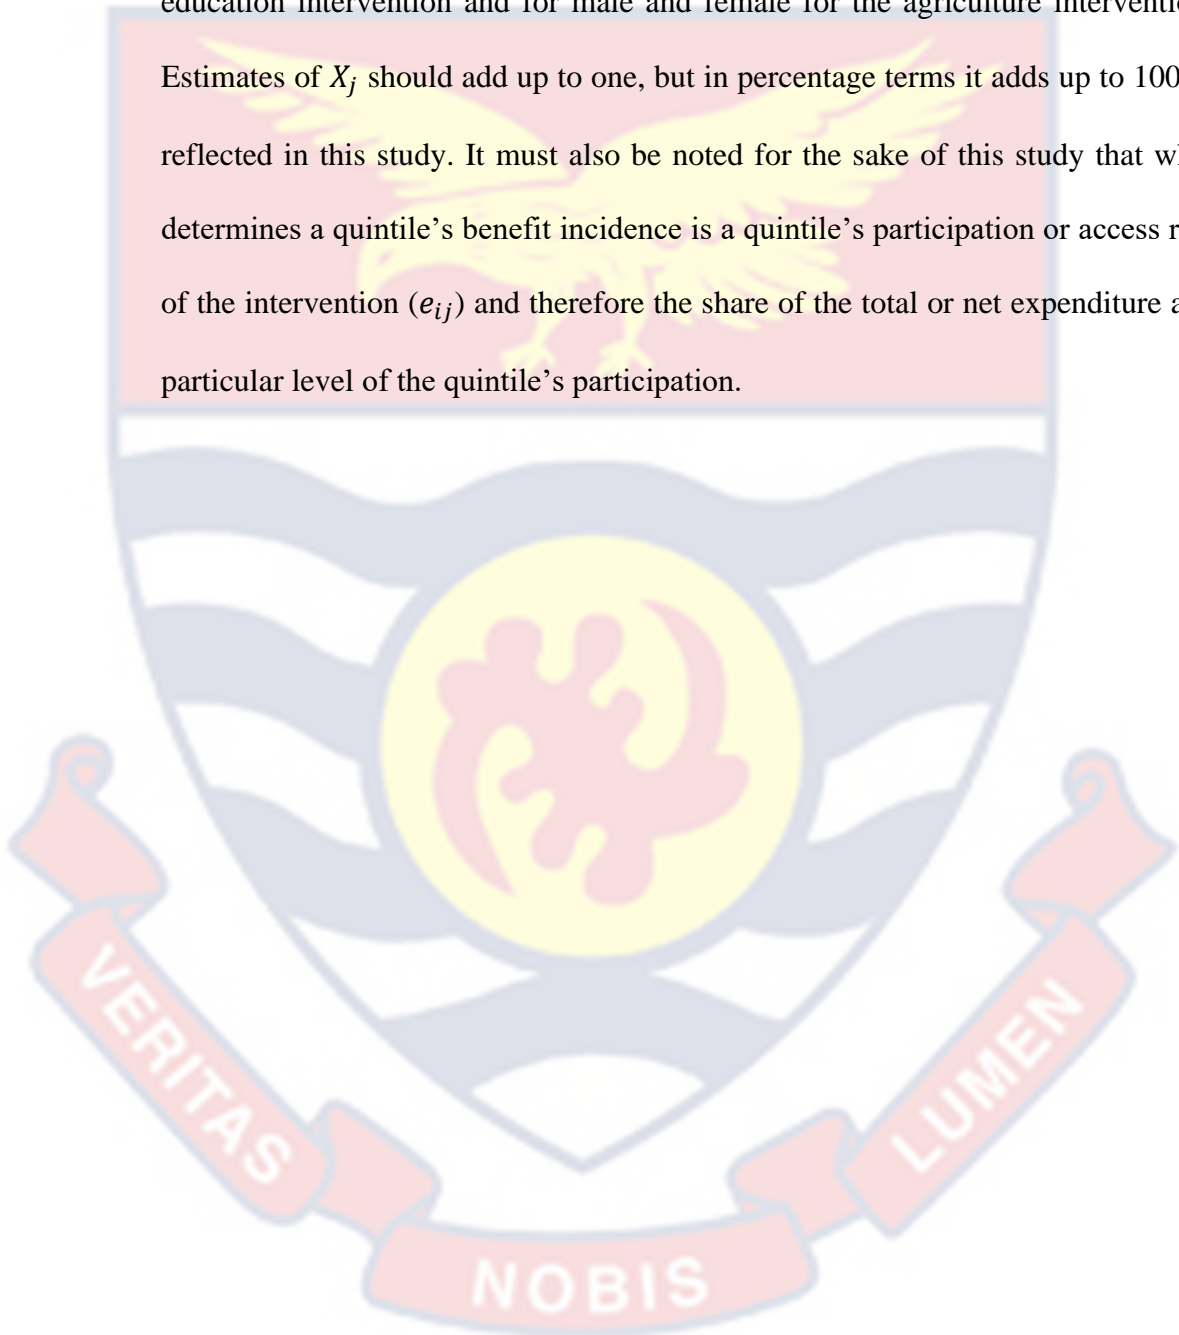 education intervention and for male and female for the agriculture
Estimates of 𝑋𝑗 should add up to one, but in percentage terms it adds up to 100
reflected in this study. It must also be noted for the sake of this study that
determines a quintile’s benefit incidence is a quintile’s participation or access
of the intervention (𝑒𝑖𝑗) and therefore the share of the total or net expenditure
particular level of the quintile’s participation.
VERITAS
NOBIS
LUMEN